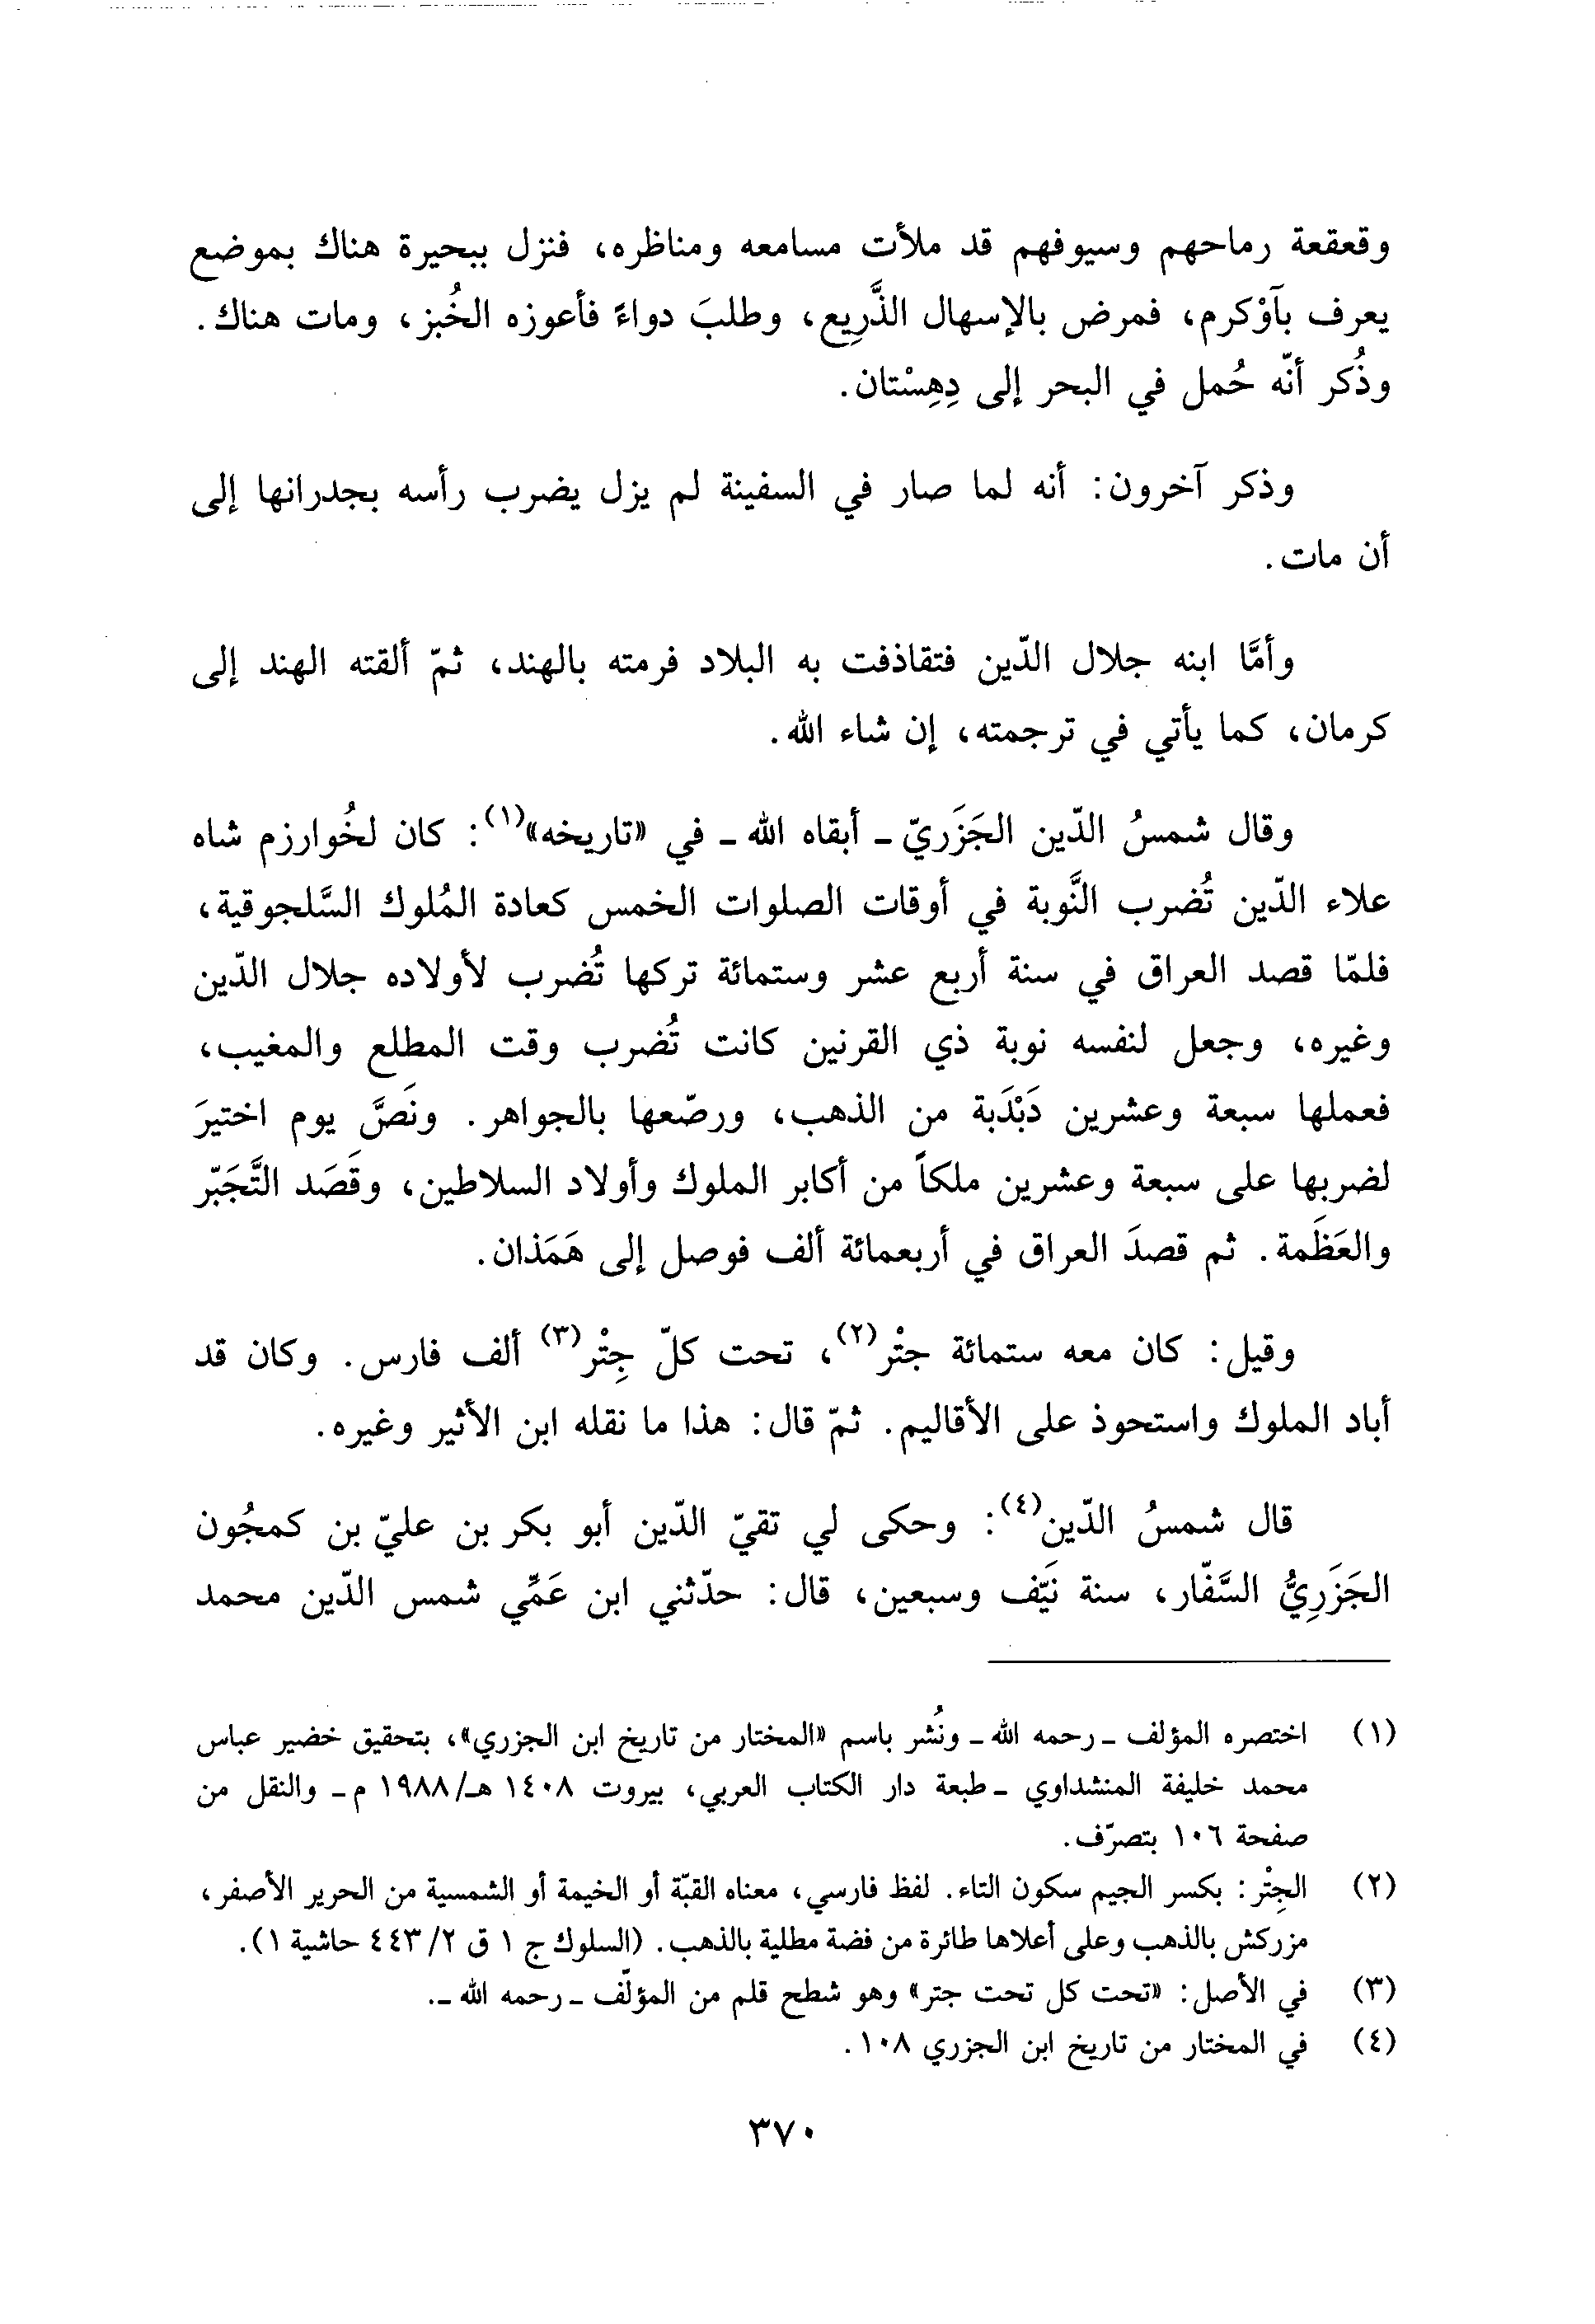 وقعقعة رماحهم وسيوفهم قد ملأت مسامعه ومناظره، فنزل ببحيرة هناك بموضع
يعرف بآوْكرم، فمرض بالإسهال الذَّرِيع، وطلبَ دواءً فأعوزه الخُبز، ومات هناك.
وذُكر أنّه حُمل في البحر إلى دِهِسْتان.
وذكر آخرون: أنه لما صار في السفينة لم يزل يضرب رأسه بجدرانها إلى
أن مات.
وأمَّا ابنه جلال الدّين فتقاذفت به البلاد فرمته بالهند، ثمّ ألقته الهند إلى
كرمان، كما يأتي في ترجمته، إن شاء الله.
وقال شمسُ الدّين الجَزَريّ ـ أبقاه الله ـ في «تاريخه»(١): كان لخُوارزم شاه
علاء الدّين تُضرب النَّوبة في أوقات الصلوات الخمس كعادة المُلوك السَّلجوقية،
فلمّا قصد العراق في سنة أربع عشر وستمائة تركها تُضرب لأولاده جلال الدّين
وغيره، وجعل لنفسه نوبة ذي القرنين كانت تُضرب وقت المطلع والمغيب،
فعملها سبعة وعشرين دَبْدَبة من الذهب، ورصّعها بالجواهر. ونَصَّ يوم اختيرَ
لضربها على سبعة وعشرين ملكاً من أكابر الملوك وأولاد السلاطين، وقَصَد التَّجَبّر
والعَظَمة. ثم قصدَ العراق في أربعمائة ألف فوصل إلى هَمَذان.
وقيل: كان معه ستمائة جتْر(٢)، تحت كلّ جِتْر(٣) ألف فارس. وكان قد
أباد الملوك واستحوذ على الأقاليم. ثمّ قال: هذا ما نقله ابن الأثير وغيره.
قال شمسُ الدّين(٤): وحكى لي تقيّ الدّين أبو بكر بن عليّ بن كمجُون
الجَزَرِيُّ السَّفّار، سنة نَيّف وسبعين، قال: حدّثني ابن عَمِّي شمس الدّين محمد
(١) اختصره المؤلف ـ رحمه الله ـ ونُشر باسم «المختار من تاريخ ابن الجزري»، بتحقيق خضير عباس
محمد خليفة المنشداوي ـ طبعة دار الكتاب العربي، بيروت ١٤٠٨ هـ/١٩٨٨ م ـ والنقل من
صفحة ١٠٦ بتصرّف.
(٢) الجِتْر: بكسر الجيم سكون التاء. لفظ فارسي، معناه القبّة أو الخيمة أو الشمسية من الحرير الأصفر،
مزركش بالذهب وعلى أعلاها طائرة من فضة مطلية بالذهب. (السلوك ج ١ ق ٢/ ٤٤٣ حاشية ١).
(٣) في الأصل: «تحت كل تحت جتر» وهو شطح قلم من المؤلّف ـ رحمه الله ـ.
(٤) في المختار من تاريخ ابن الجزري ١٠٨.
٣٧٠